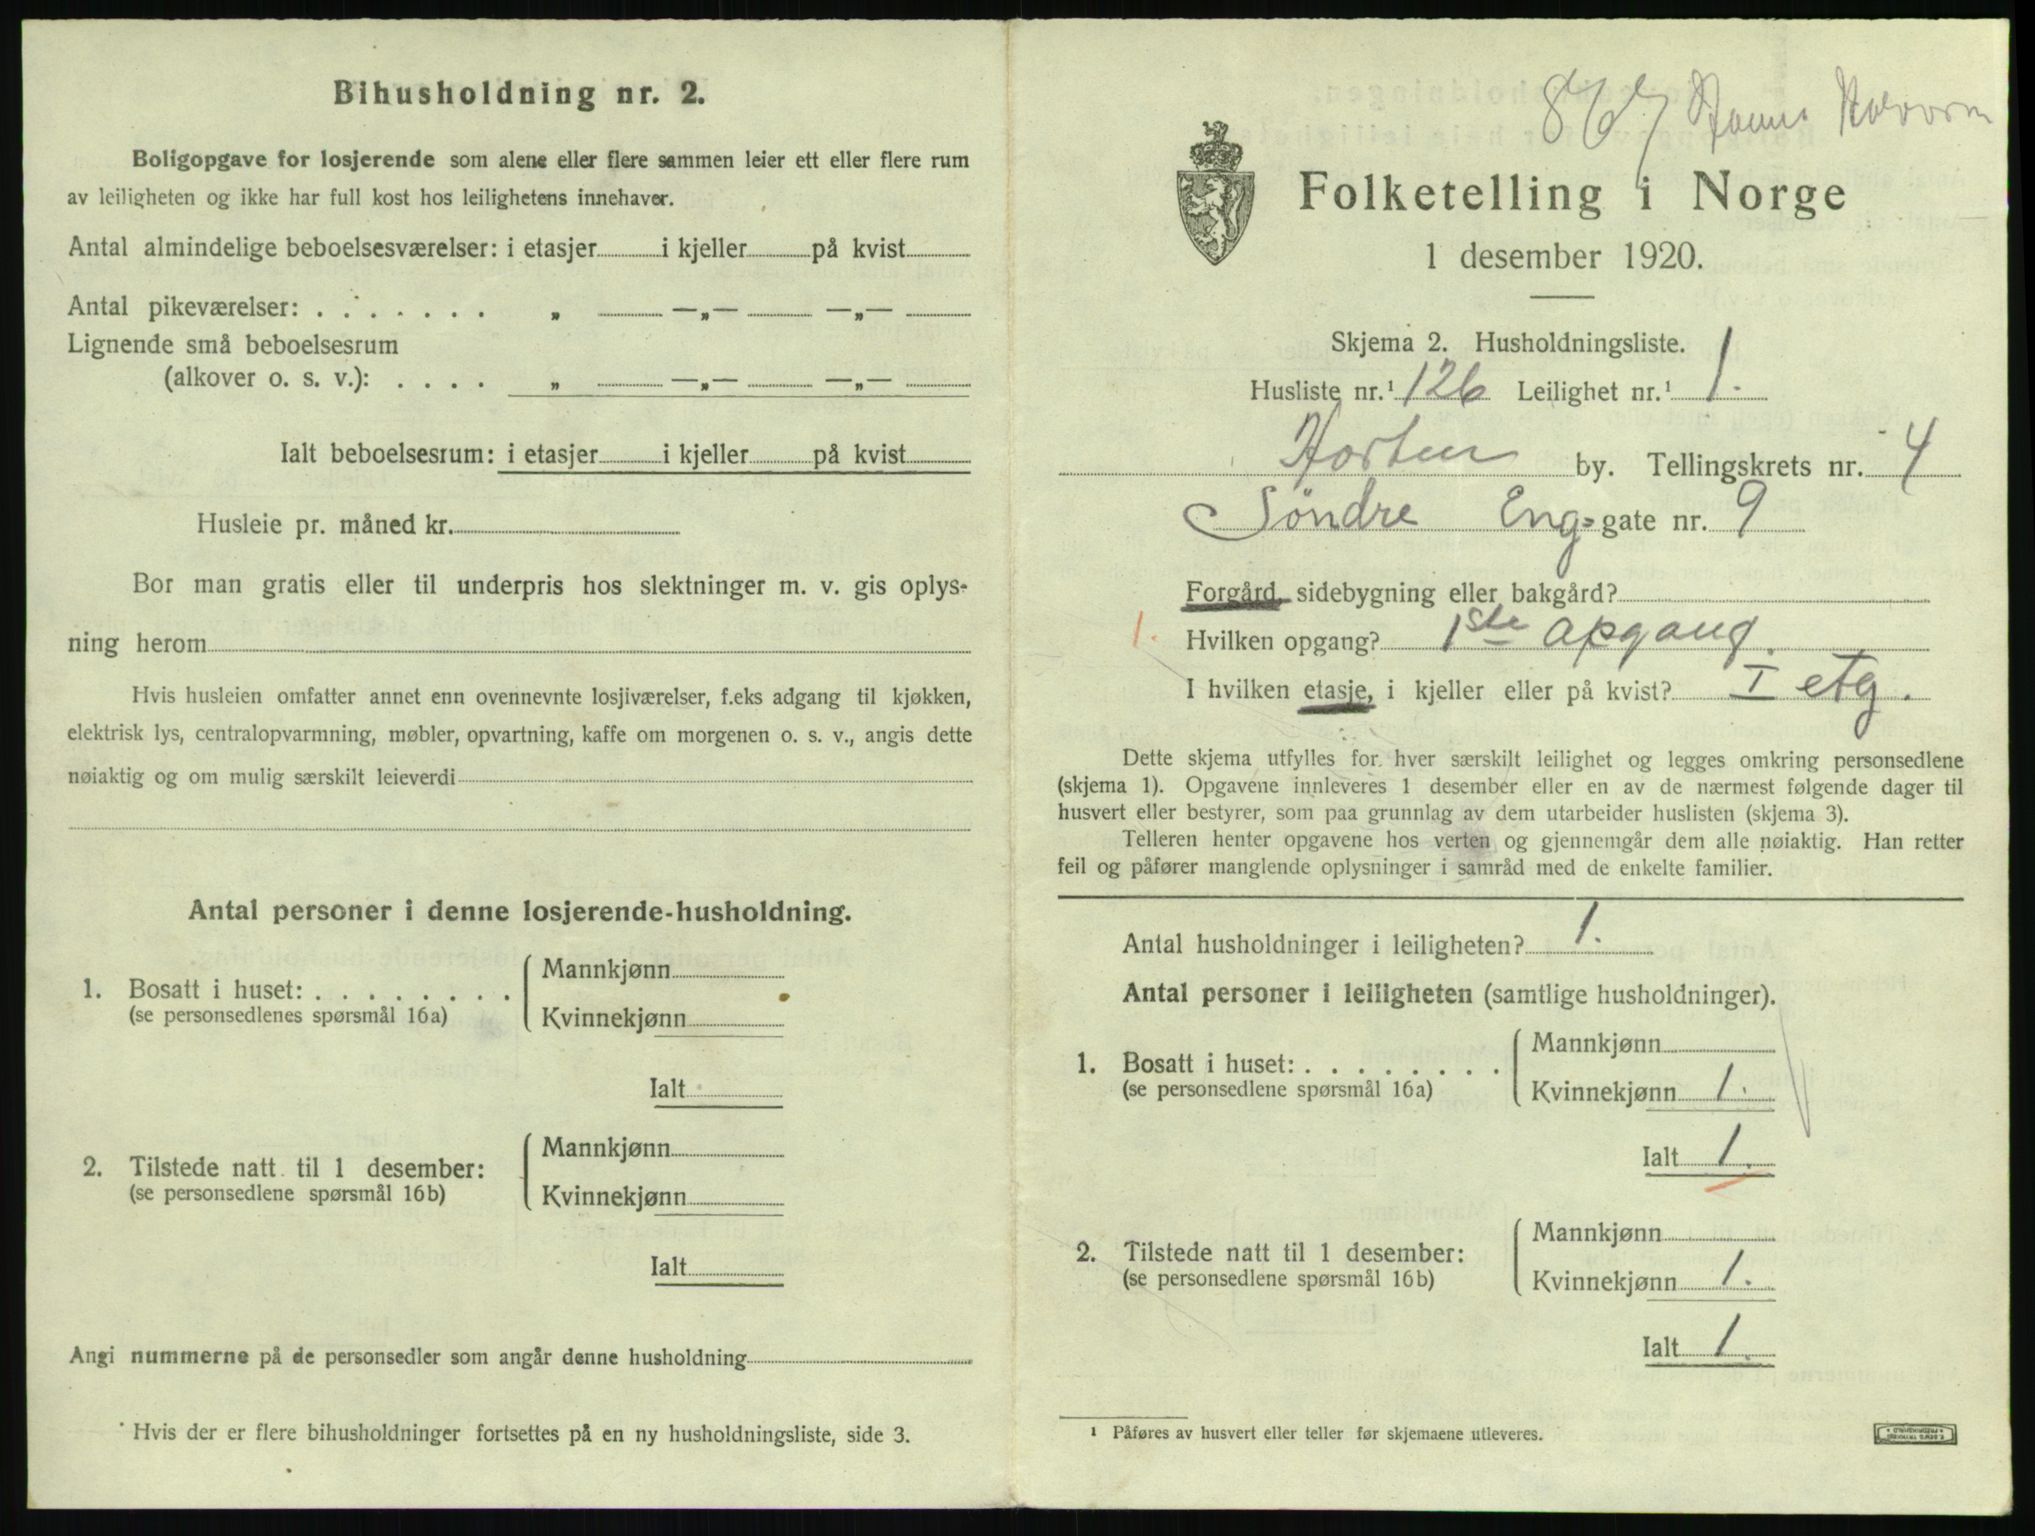 Bihusholdning nr. 2.
Boligopgave for losjerende som alene eller flere sammen leier ett eller flere rum
av leiligheten og ikke har full kost hos leilighetens innehaver.
Antal almindelige beboelsesværelser: i etasjer i kjeller på kvist
Antal pikeværelser: . . . . . . . „ —„— —„—
Lignende små beboelsesrum
(alkover o. s. v.): . . . . „ —„— —„—
Ialt beboelsesrum: i etasjer i kjeller på kvist
Husleie pr. måned kr.
Bor man gratis eller til underpris hos slektninger m. v. gis oplys-
ning herom
Hvis husleien omfatter annet enn ovennevnte losjiværelser, f.eks adgang til kjøkken,
elektrisk lys, centralopvarmning, møbler, opvartning, kaffe om morgenen o. s. v., angis dette
nøiaktig og om mulig særskilt leieverdi
Antal personer i denne losjerende-husholdning.
1. Bosatt i huset: . . . . . . . . Mannkjønn
(se personsedlenes spørsmål 16a)
Kvinnekjønn
Ialt
2. Tilstede natt til 1 desember: Mannkjønn
(se personsedlene spørsmål 16b) Kvinnekjønn
Ialt
Angi nummerne på de personsedler som angår denne husholdning
Hvis der er flere bihusholdninger fortsettes på en ny husholdningsliste, side 3.
Folketelling i Norge
1 desember 1920.
Skjema 2. Husholdningsliste.
Husliste nr.¹ 126 Leilighet nr.¹ 1.
Horten by. Tellingskrets nr. 4
Søndre Eng-gate nr. 9
Forgård, sidebygning eller bakgård?
1. Hvilken opgang? 1ste opgang.
I hvilken etasje, i kjeller eller på kvist? I etg.
Dette skjema utfylles for hver særskilt leilighet og legges omkring personsedlene
(skjema 1). Opgavene innleveres 1 desember eller en av de nærmest følgende dager til
husvert eller bestyrer, som paa grunnlag av dem utarbeider huslisten (skjema 3).
Telleren henter opgavene hos verten og gjennemgår dem alle nøiaktig. Han retter
feil og påfører manglende oplysninger i samråd med de enkelte familier.
Antal husholdninger i leiligheten? 1.
Antal personer i leiligheten (samtlige husholdninger).
1. Bosatt i huset: . . . . . . . . Mannkjønn
(se personsedlene spørsmål 16a) Kvinnekjønn 1.
Ialt 1.
2. Tilstede natt til 1 desember: Mannkjønn
(se personsedlene spørsmål 16b) Kvinnekjønn 1.
Ialt 1.
¹ Påføres av husvert eller teller før skjemaene utleveres.